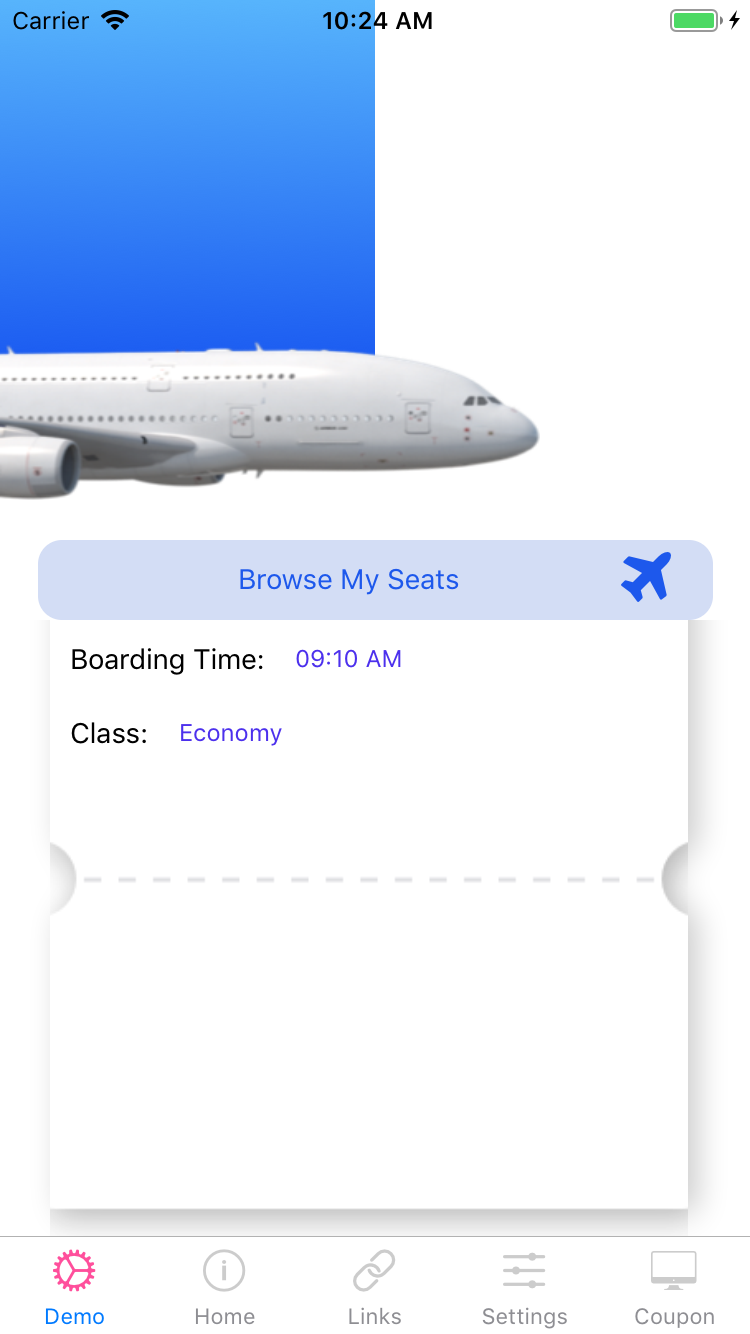 Carrier 10:24 AM
Browse My Seats
Boarding Time: 09:10 AM
Class: Economy
Demo Home Links Settings Coupon